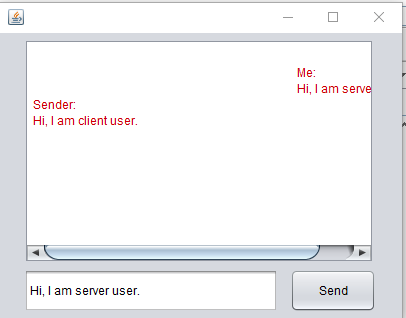 Me:
Hi, I am serve
Sender:
Hi, I am client user.
Hi, I am server user.
Send